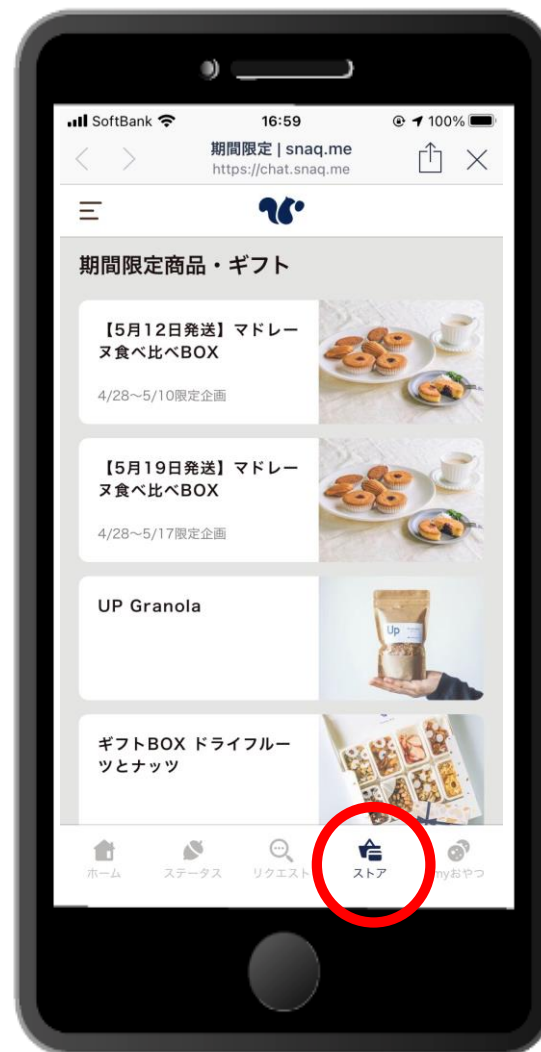 SoftBank 16:59 100%
期間限定 | snaq.me
https://chat.snaq.me
期間限定商品・ギフト
【5月12日発送】マドレー
ヌ食べ比べBOX
4/28〜5/10限定企画
【5月19日発送】マドレー
ヌ食べ比べBOX
4/28〜5/17限定企画
UP Granola
Up
ギフトBOX ドライフルー
ツとナッツ
ホーム ステータス リクエスト ストア myおやつ